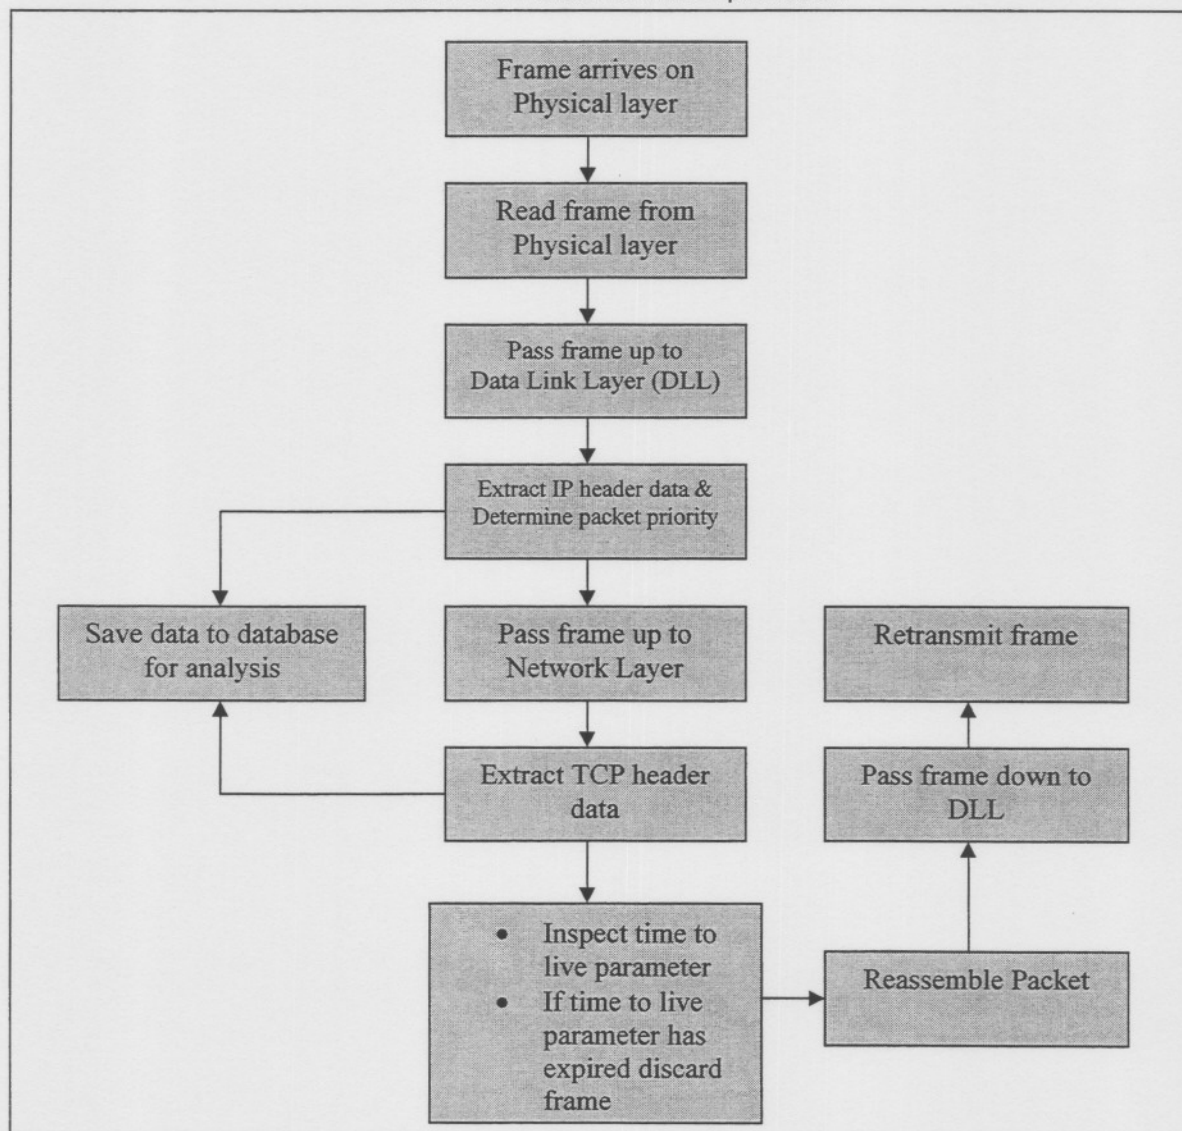 Frame arrives on
Physical layer
Read frame from
Physical layer
Pass frame up to
Data Link Layer (DLL)
Extract IP header data &
Determine packet priority
Save data to database
for analysis
Pass frame up to
Network Layer
Retransmit frame
Extract TCP header
data
Pass frame down to
DLL
• Inspect time to
live parameter
• If time to live
parameter has
expired discard
frame
Reassemble Packet